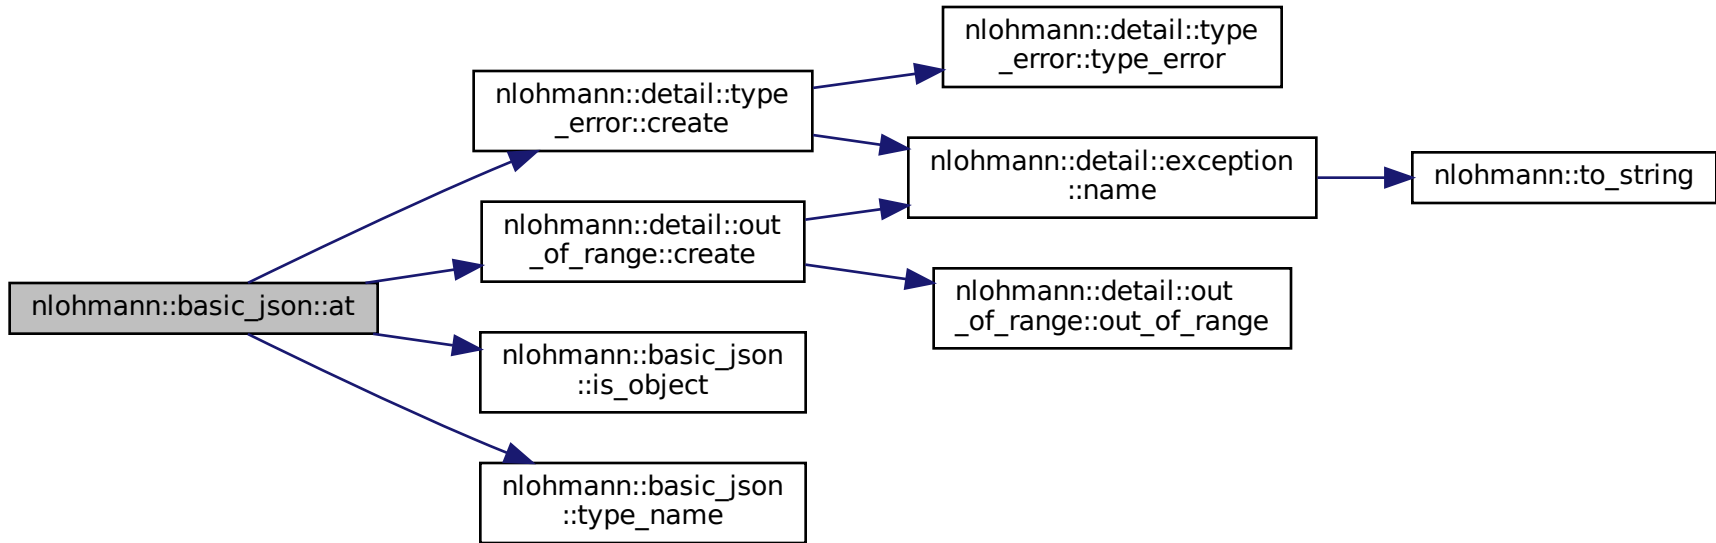 nlohmann::basic_json::at
nlohmann::detail::type
_error::create
nlohmann::detail::out
_of_range::create
nlohmann::basic_json
::is_object
nlohmann::basic_json
::type_name
nlohmann::detail::type
_error::type_error
nlohmann::detail::exception
::name
nlohmann::detail::out
_of_range::out_of_range
nlohmann::to_string